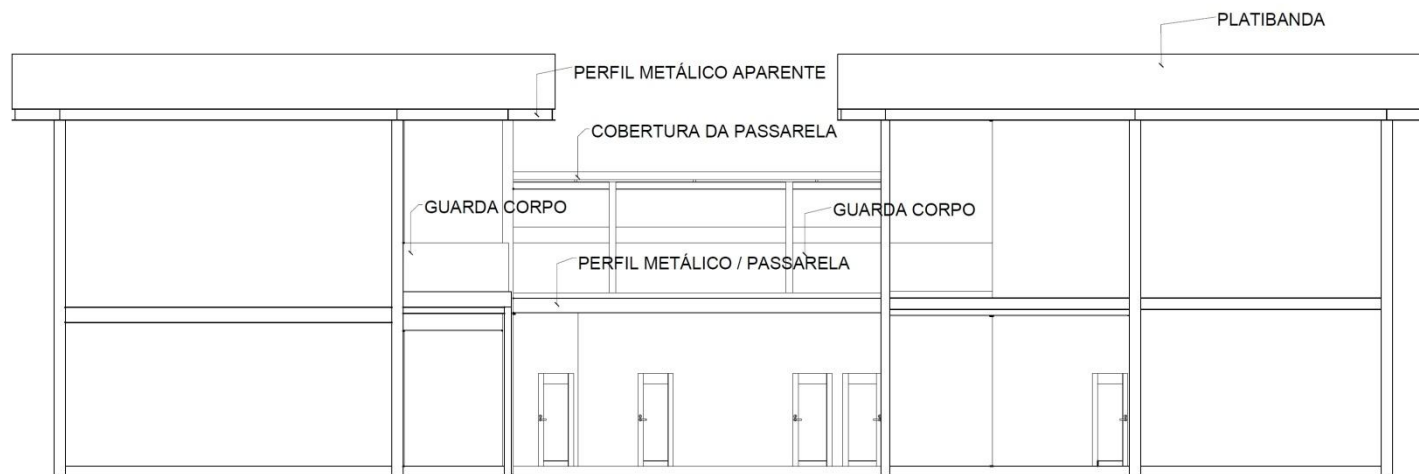 PLATIBANDA
PERFIL METÁLICO APARENTE
COBERTURA DA PASSARELA
GUARDA CORPO
GUARDA CORPO
PERFIL METÁLICO / PASSARELA